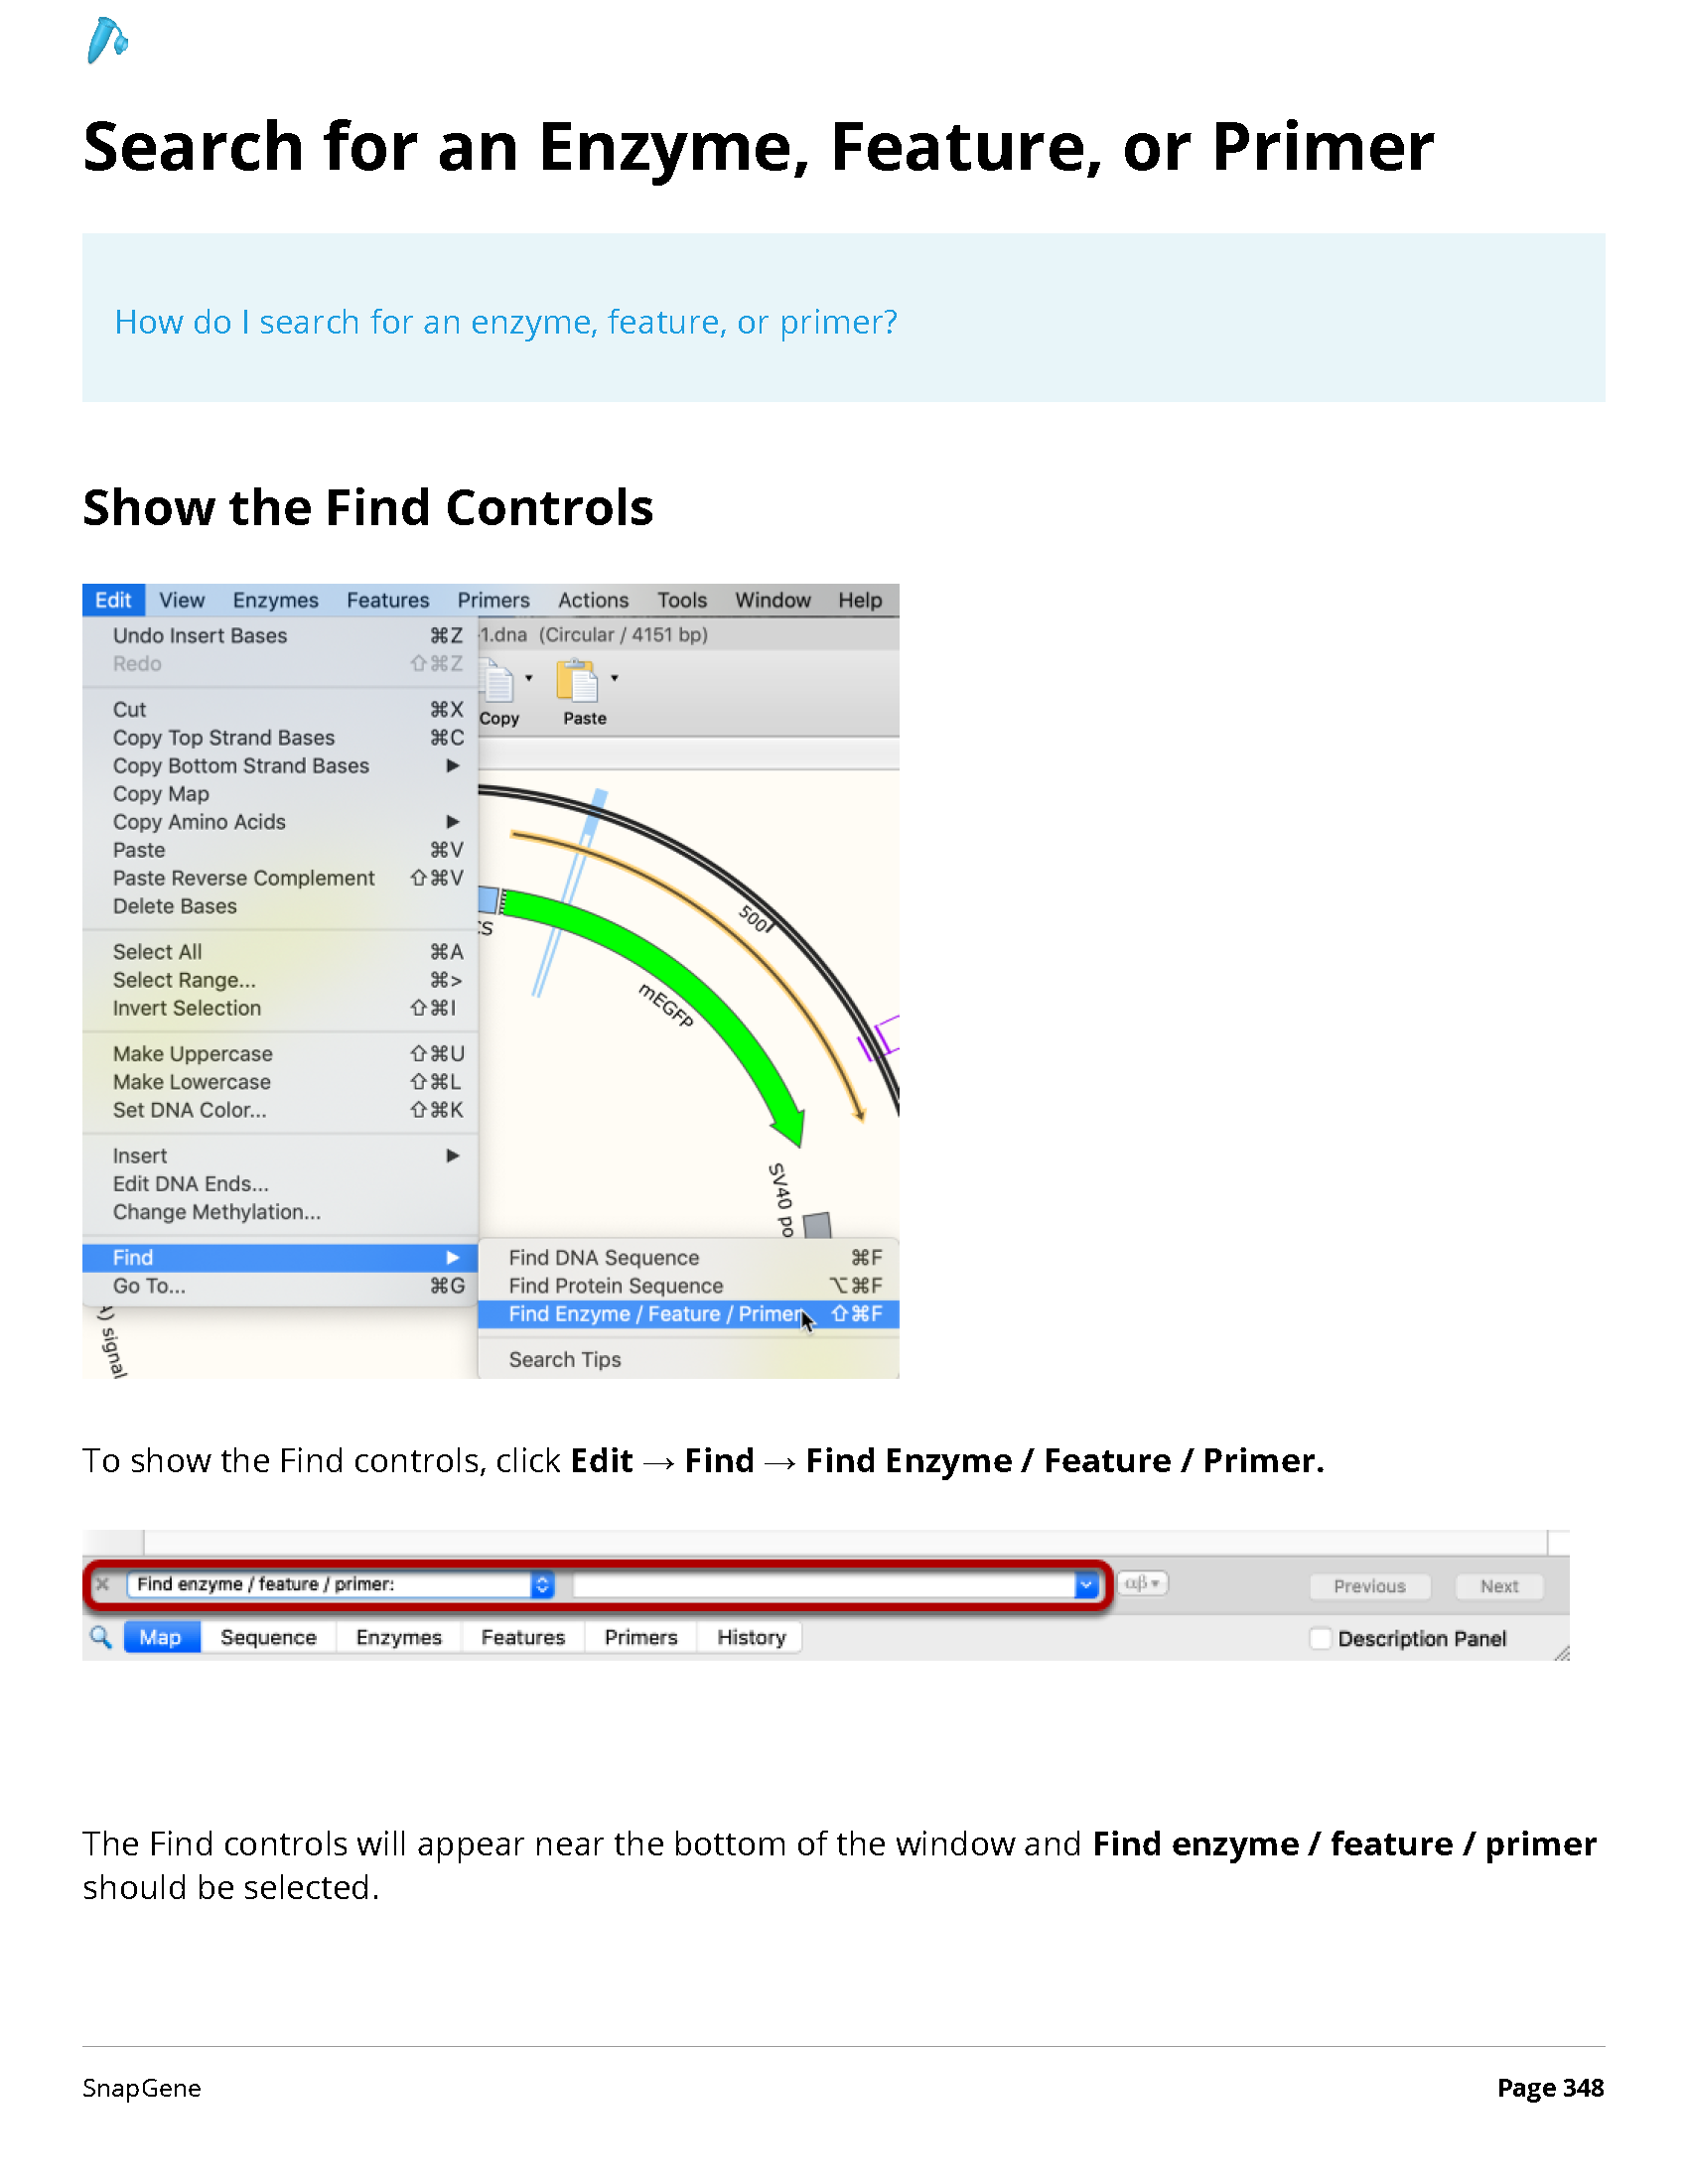 Search for an Enzyme, Feature, or Primer
How do I search for an enzyme, feature, or primer?
Show the Find Controls
Edit View Enzymes Features Primers Actions Tools Window Help
-1.dna (Circular / 4151 bp)
Undo Insert Bases ⌘Z
Redo ⇧⌘Z
Copy Paste
Cut ⌘X
Copy Top Strand Bases ⌘C
Copy Bottom Strand Bases ▶
Copy Map
Copy Amino Acids ▶
Paste ⌘V
Paste Reverse Complement ⇧⌘V
Delete Bases
Select All ⌘A
Select Range... ⌘>
Invert Selection ⇧⌘I
Make Uppercase ⇧⌘U
Make Lowercase ⇧⌘L
Set DNA Color... ⇧⌘K
Insert ▶
Edit DNA Ends...
Change Methylation...
Find ▶
Go To... ⌘G
CS
500
mEGFP
SV40 po
A) signal
Find DNA Sequence ⌘F
Find Protein Sequence ⌥⌘F
Find Enzyme / Feature / Primer ⇧⌘F
Search Tips
To show the Find controls, click Edit → Find → Find Enzyme / Feature / Primer.
Find enzyme / feature / primer: αβ ▾ Previous Next
Map Sequence Enzymes Features Primers History Description Panel
The Find controls will appear near the bottom of the window and Find enzyme / feature / primer
should be selected.
SnapGene Page 348